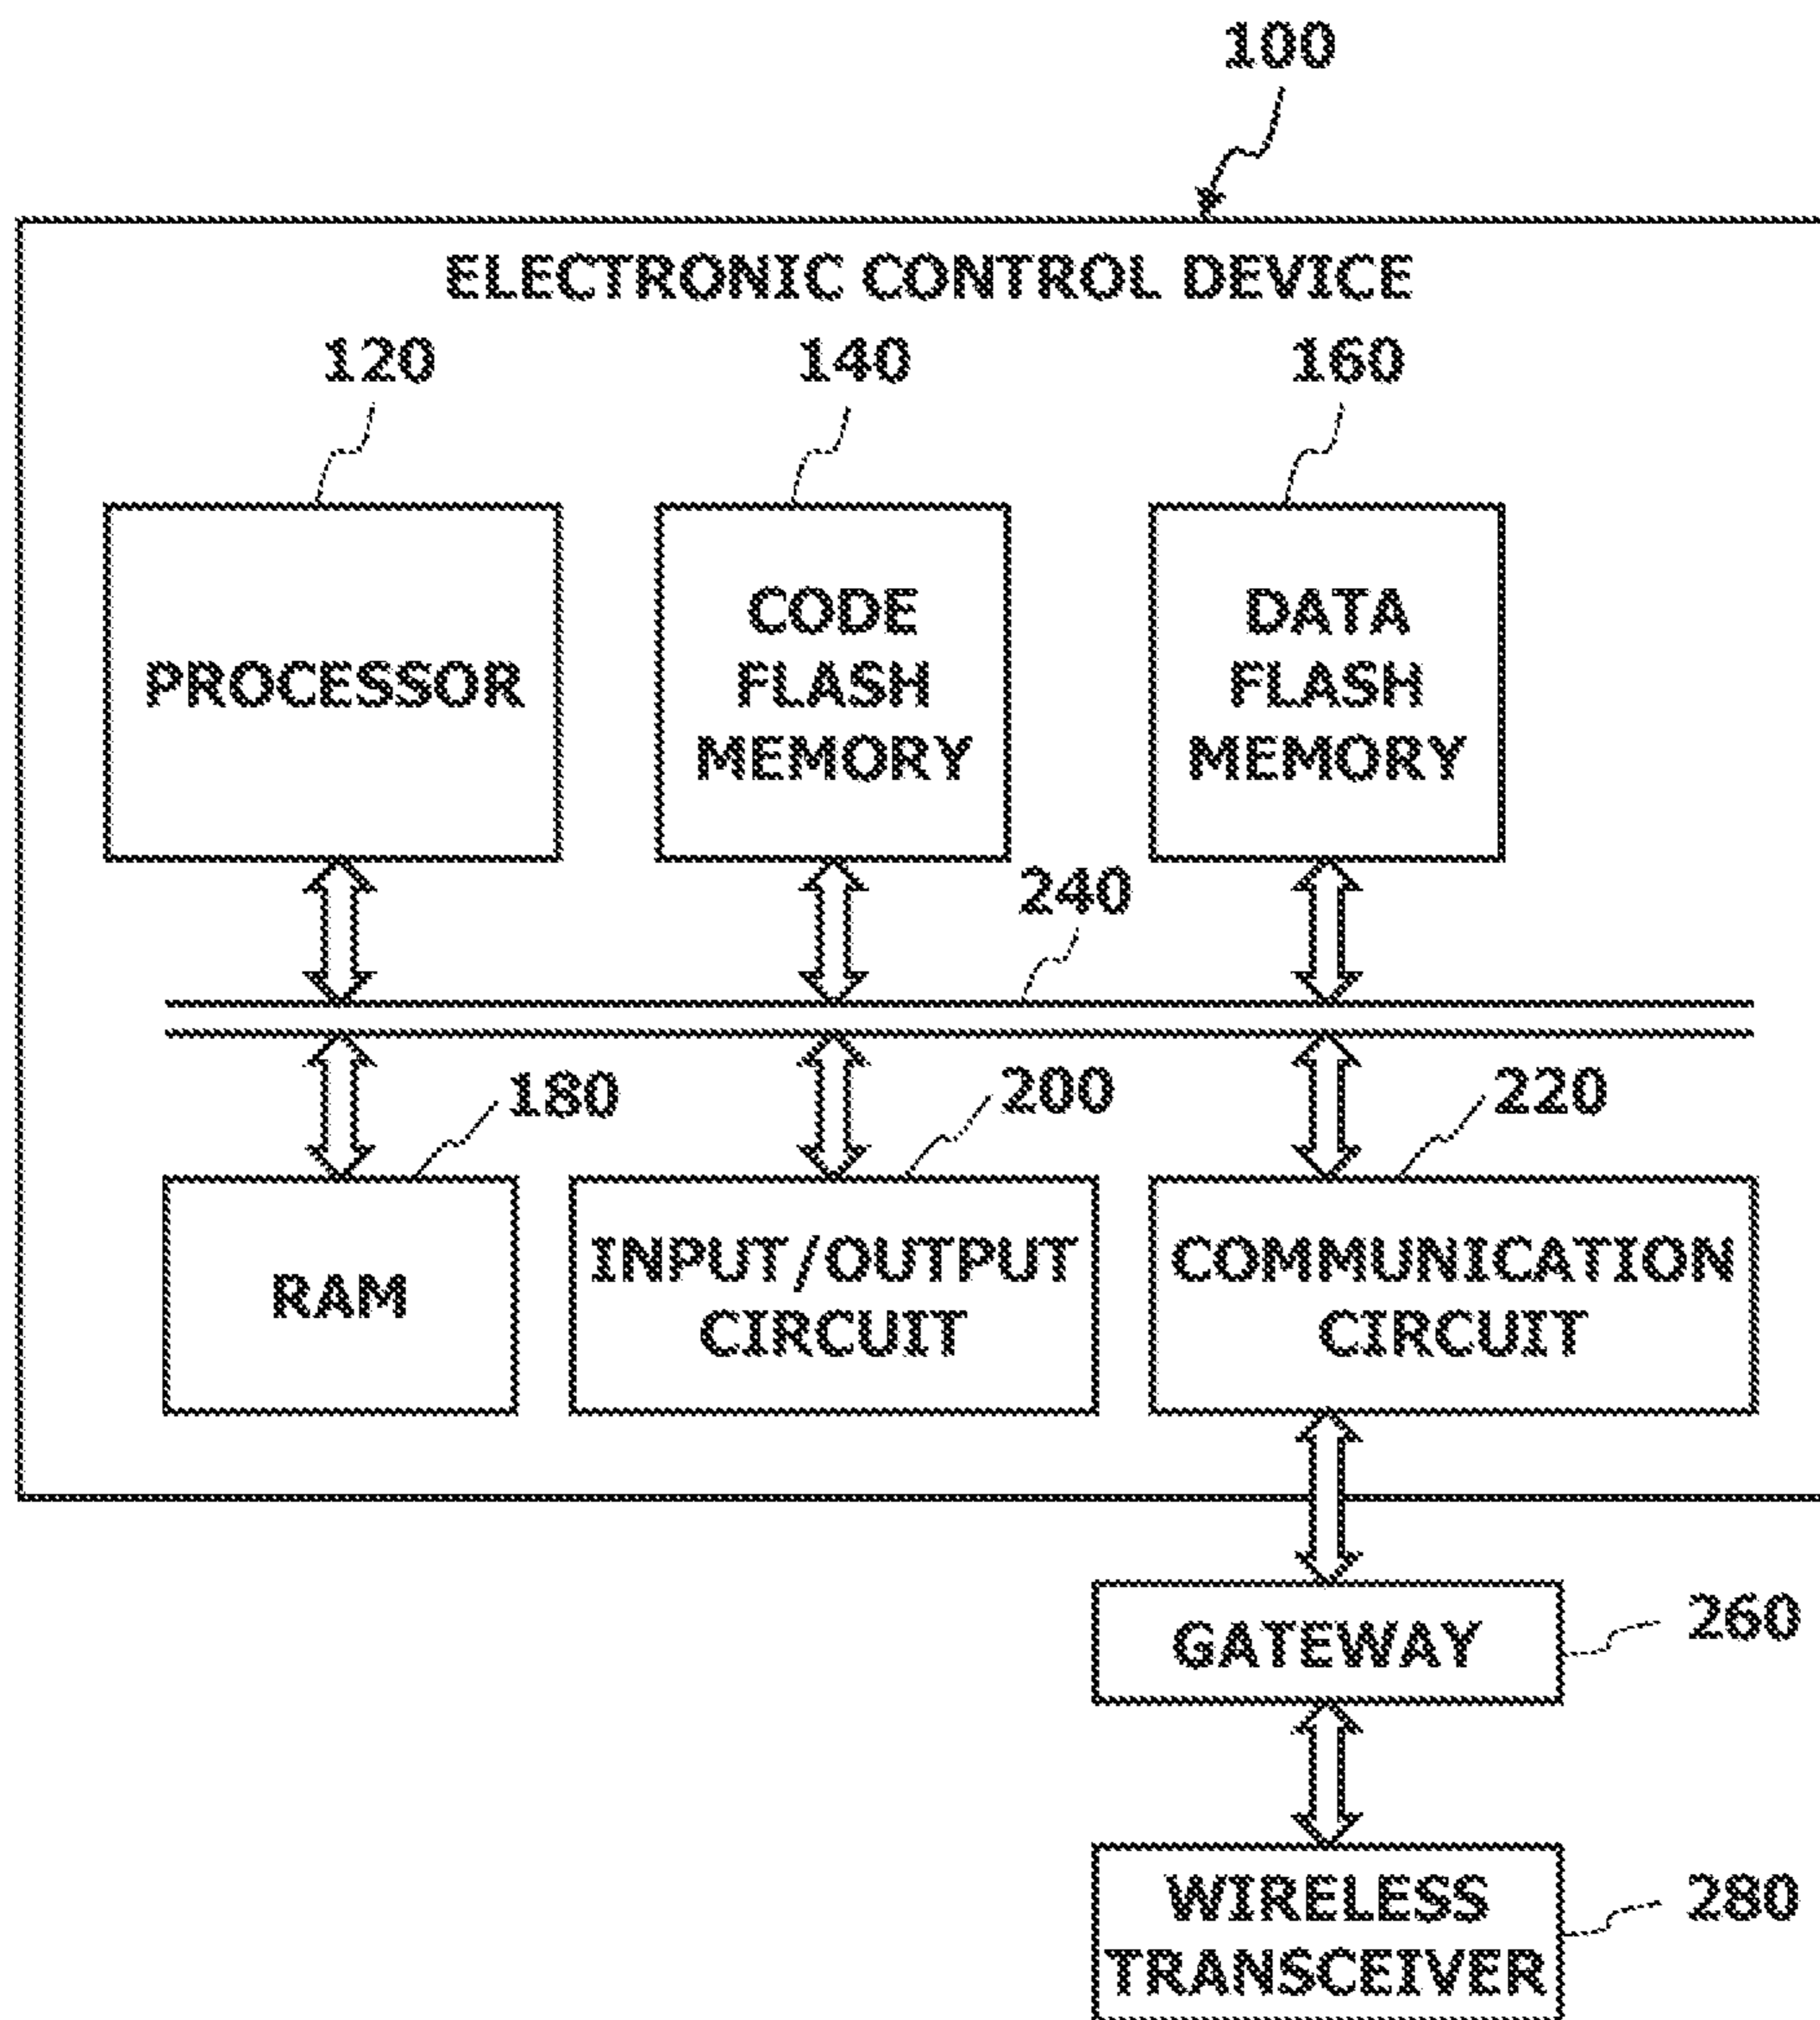 100
ELECTRONIC CONTROL DEVICE
120 140 160
PROCESSOR
CODE
FLASH
MEMORY
DATA
FLASH
MEMORY
240
180 200 220
RAM
INPUT/OUTPUT
CIRCUIT
COMMUNICATION
CIRCUIT
GATEWAY
260
WIRELESS
TRANSCEIVER
280